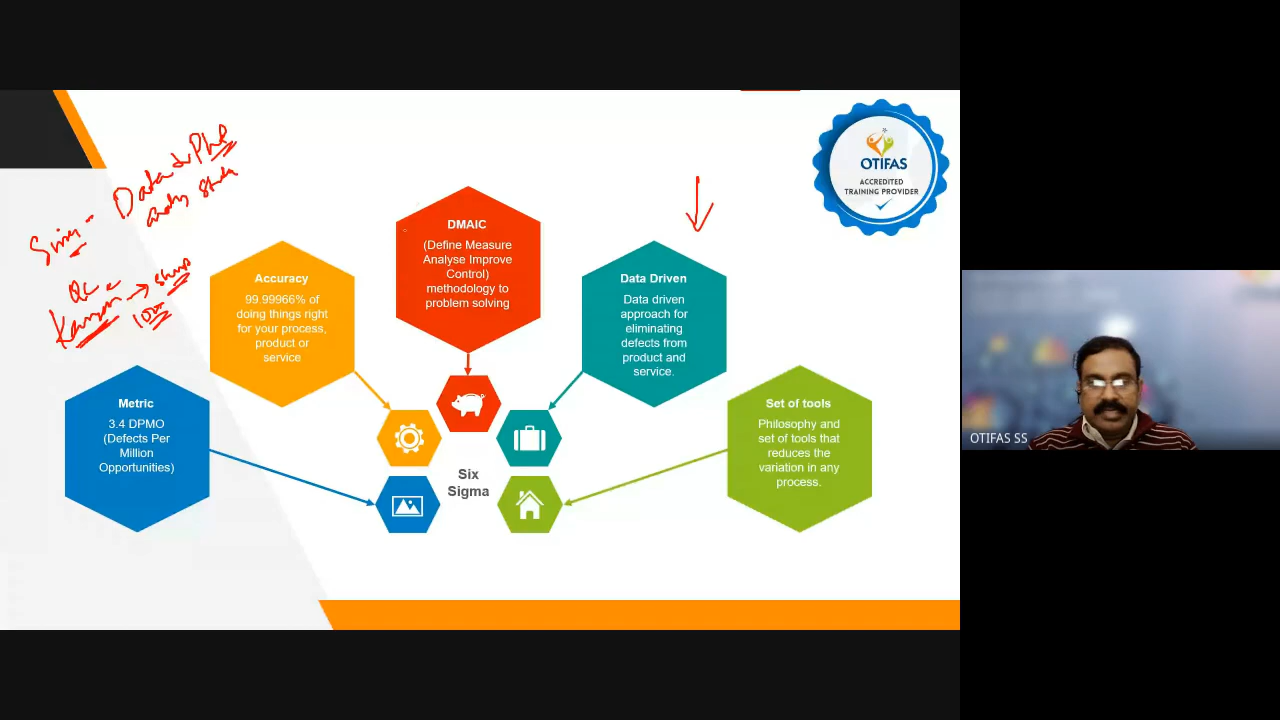 OTIFAS
ACCREDITED
TRAINING PROVIDER
Data
DMAIC
(Define Measure
Analyse Improve
Control)
methodology to
problem solving
Accuracy
99.99966% of
doing things right
for your process,
product or
service
Data Driven
Data driven
approach for
eliminating
defects from
product and
service.
Metric
3.4 DPMO
(Defects Per
Million
Opportunities)
Set of tools
Philosophy and
set of tools that
reduces the
variation in any
process.
Six
Sigma
OTIFAS SS